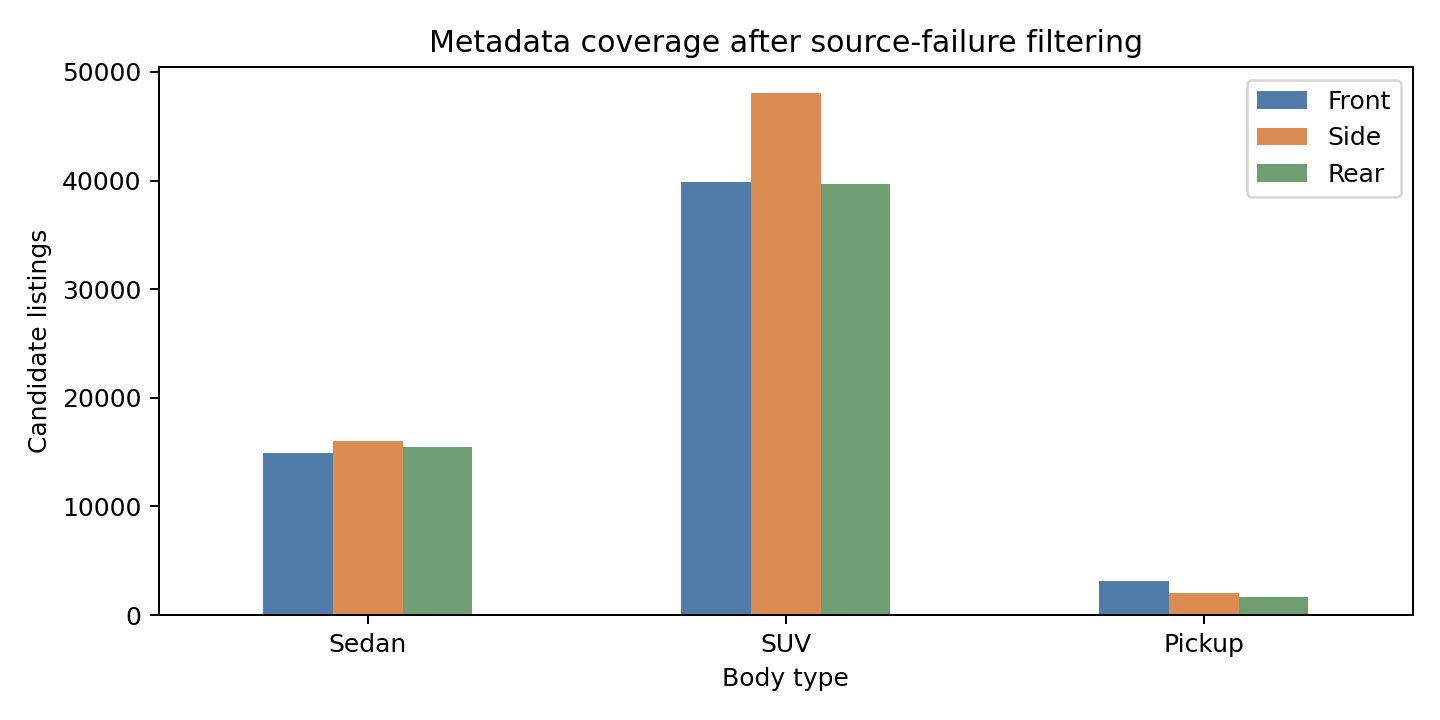 Metadata coverage after source-failure filtering
Front
Side
Rear
Candidate listings
50000
40000
30000
20000
10000
0
Sedan
SUV
Pickup
Body type